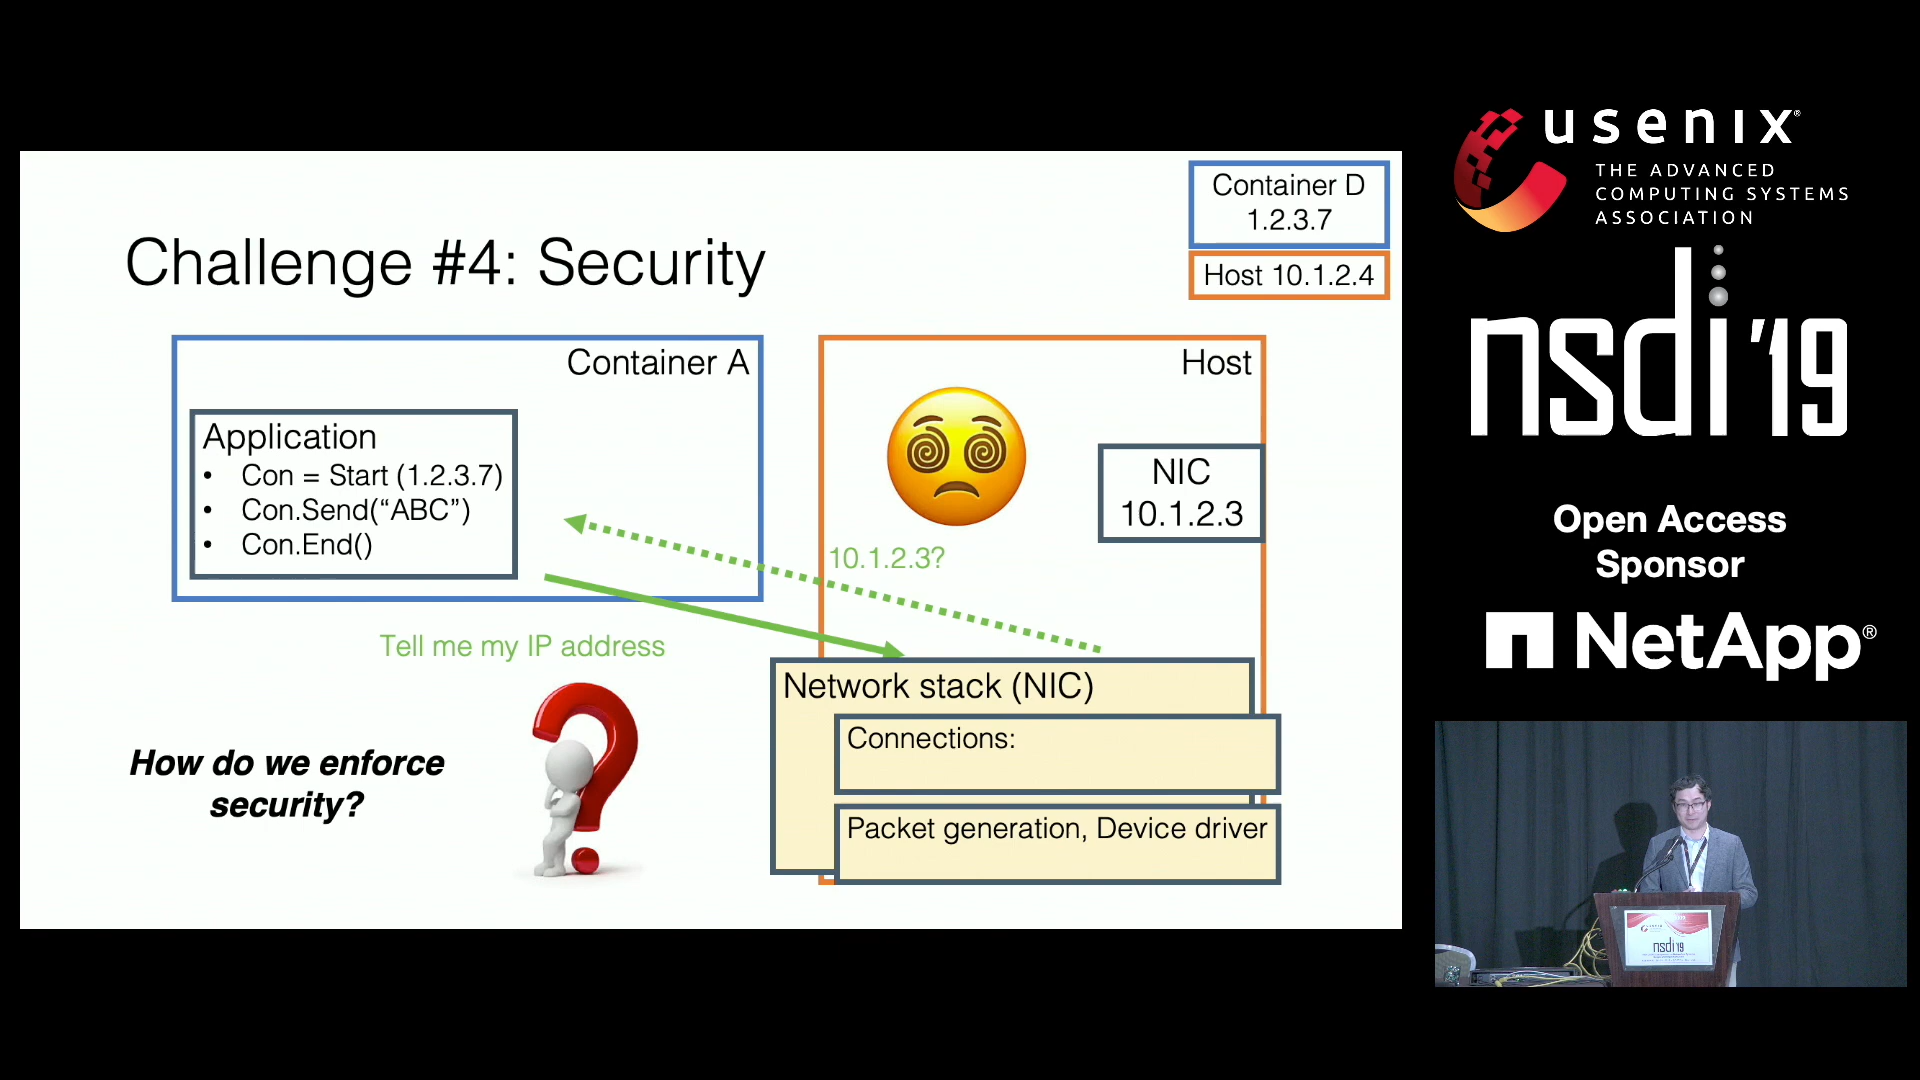 Challenge #4: Security
Container D
1.2.3.7
Host 10.1.2.4
Container A
Application
• Con = Start (1.2.3.7)
• Con.Send(“ABC”)
• Con.End()
Host
NIC
10.1.2.3
10.1.2.3?
Tell me my IP address
Network stack (NIC)
Connections:
Packet generation, Device driver
How do we enforce
security?
usenix®
THE ADVANCED
COMPUTING SYSTEMS
ASSOCIATION
nsdi '19
Open Access
Sponsor
NetApp®
nsdi'19